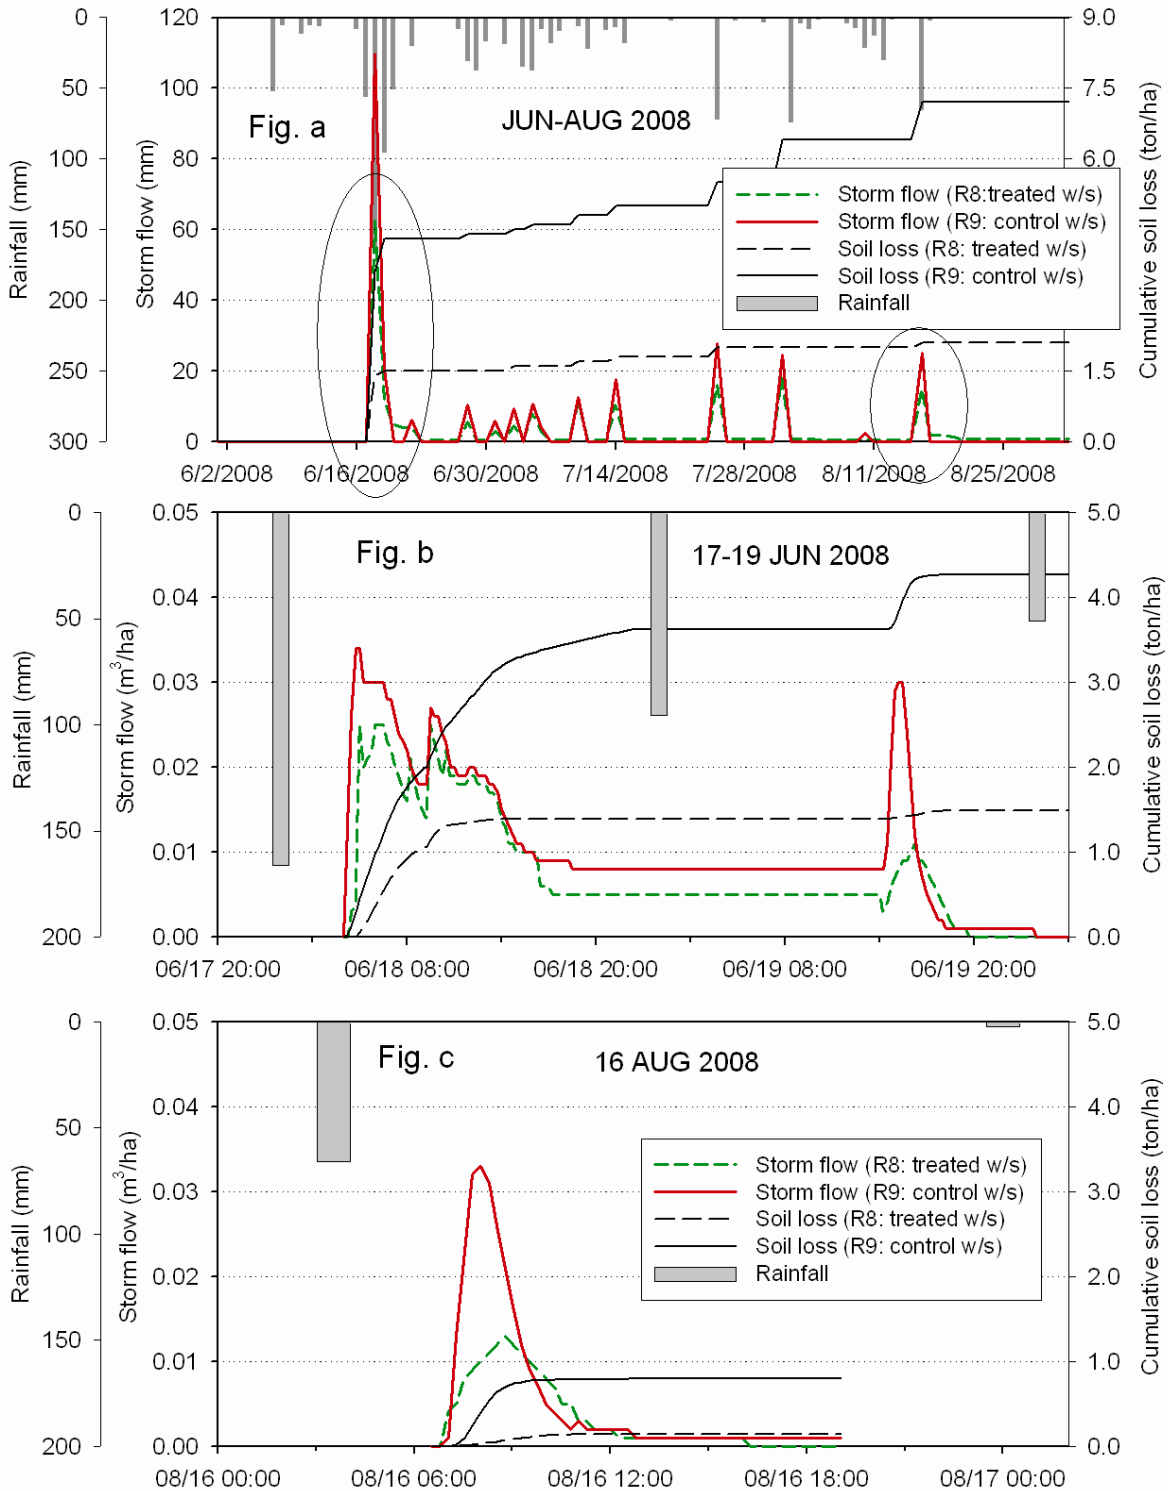 0 120 9.0
50 100 7.5
100 80 6.0
150 60
200 40
250 20 1.5
300 0 0.0
Rainfall (mm)
Storm flow (mm)
Cumulative soil loss (ton/ha)
Fig. a
JUN-AUG 2008
Storm flow (R8:treated w/s)
Storm flow (R9: control w/s)
Soil loss (R8: treated w/s)
Soil loss (R9: control w/s)
Rainfall
6/2/2008 6/16/2008 6/30/2008 7/14/2008 7/28/2008 8/11/2008 8/25/2008
0 0.05 5.0
0.04 4.0
50
0.03 3.0
100
0.02 2.0
150
0.01 1.0
200 0.00 0.0
Rainfall (mm)
Storm flow (m³/ha)
Cumulative soil loss (ton/ha)
Fig. b
17-19 JUN 2008
06/17 20:00 06/18 08:00 06/18 20:00 06/19 08:00 06/19 20:00
0 0.05 5.0
0.04 4.0
50
0.03 3.0
100
0.02 2.0
150
0.01 1.0
200 0.00 0.0
Rainfall (mm)
Storm flow (m³/ha)
Cumulative soil loss (ton/ha)
Fig. c
16 AUG 2008
Storm flow (R8: treated w/s)
Storm flow (R9: control w/s)
Soil loss (R8: treated w/s)
Soil loss (R9: control w/s)
Rainfall
08/16 00:00 08/16 06:00 08/16 12:00 08/16 18:00 08/17 00:00